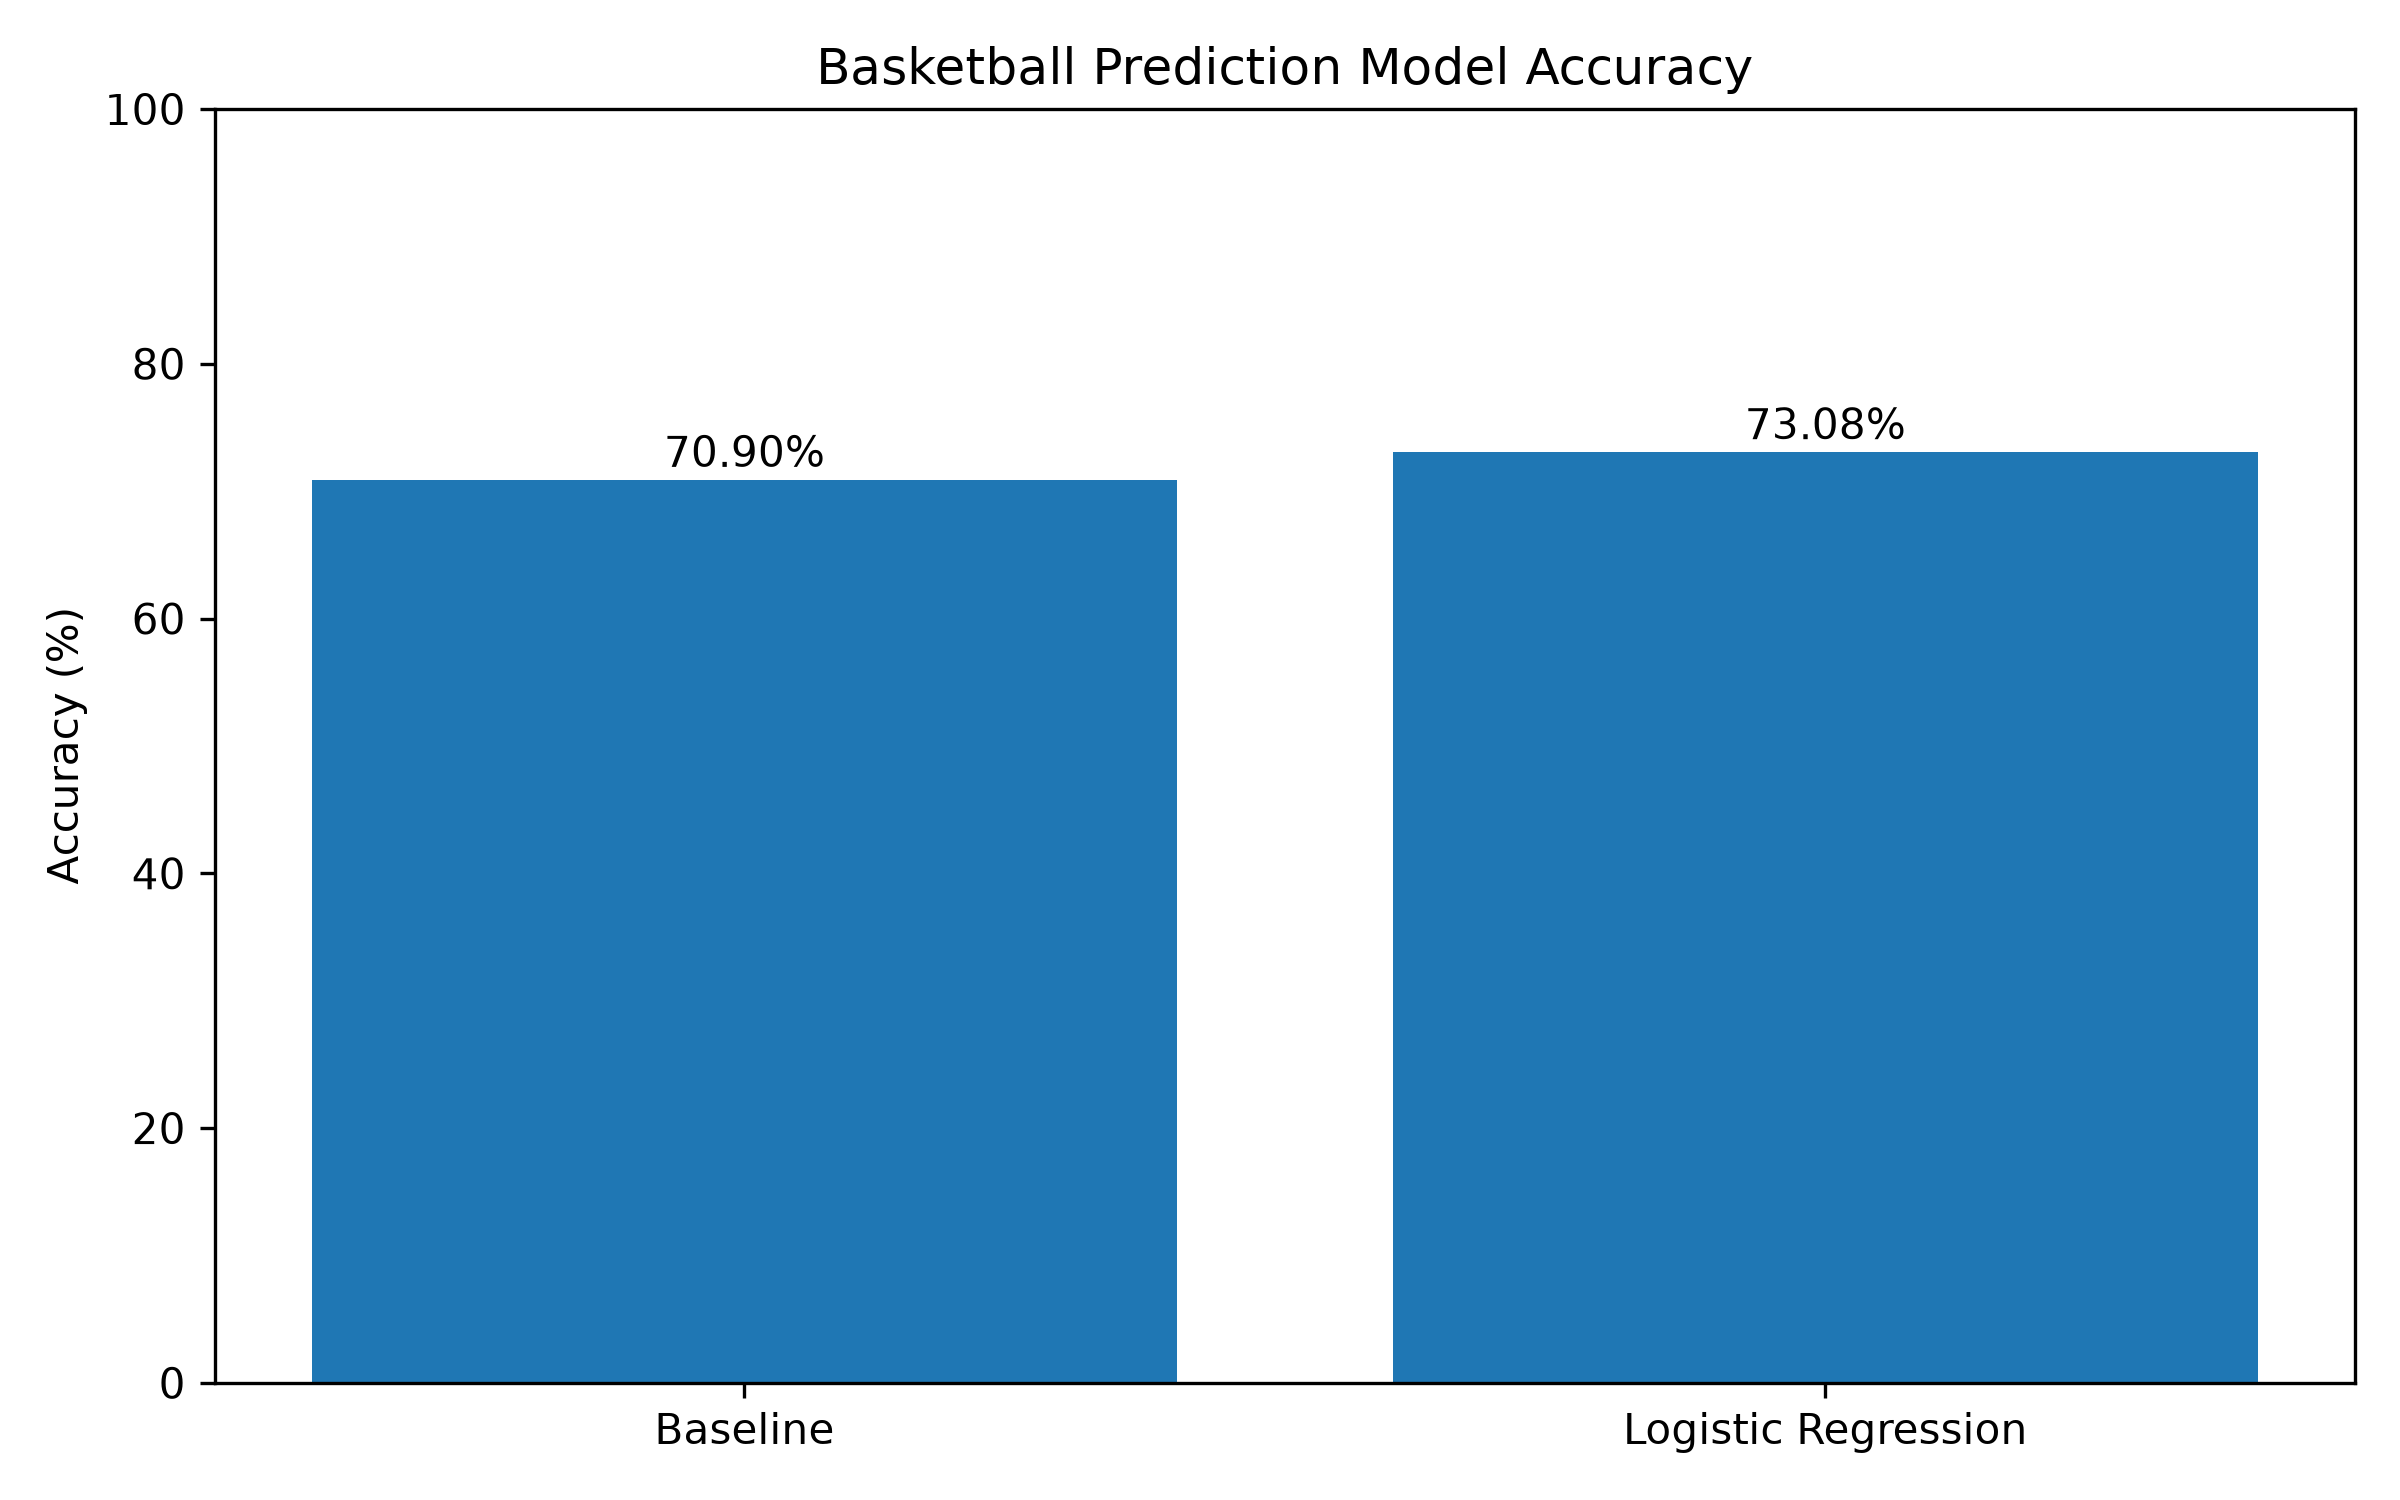 Basketball Prediction Model Accuracy
Accuracy (%)
100
80
60
40
20
0
70.90%
73.08%
Baseline
Logistic Regression